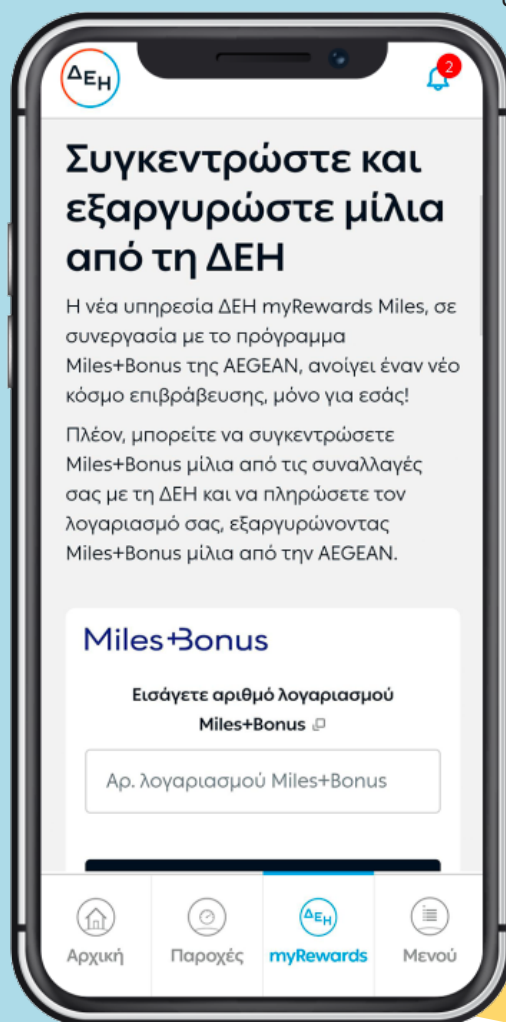 ΔΕΗ
2
Συγκεντρώστε και
εξαργυρώστε μίλια
από τη ΔΕΗ
Η νέα υπηρεσία ΔΕΗ myRewards Miles, σε
συνεργασία με το πρόγραμμα
Miles+Bonus της AEGEAN, ανοίγει έναν νέο
κόσμο επιβράβευσης, μόνο για εσάς!
Πλέον, μπορείτε να συγκεντρώσετε
Miles+Bonus μίλια από τις συναλλαγές
σας με τη ΔΕΗ και να πληρώσετε τον
λογαριασμό σας, εξαργυρώνοντας
Miles+Bonus μίλια από την AEGEAN.
Miles+Bonus
Εισάγετε αριθμό λογαριασμού
Miles+Bonus
Αρ. λογαριασμού Miles+Bonus
ΔΕΗ
Αρχική Παροχές myRewards Μενού